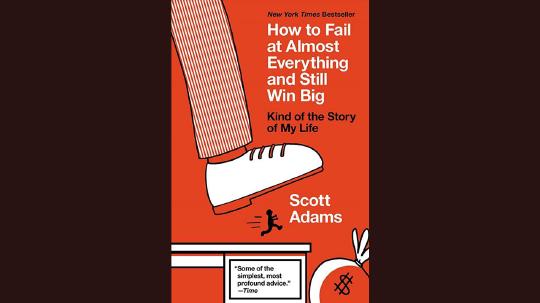 New York Times Bestseller
How to Fail
at Almost
Everything
and Still
Win Big
Kind of the Story
of My Life
Scott
Adams
"Some of the
simplest, most
profound advice."
—Time